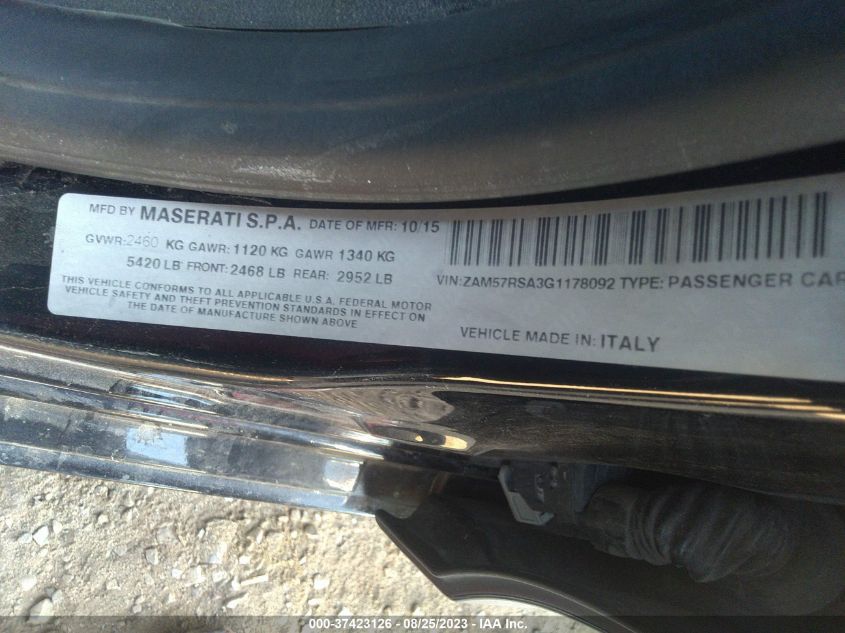 MFD BY MASERATI S.P.A. DATE OF MFR: 10/15
GVWR:2460 KG GAWR: 1120 KG GAWR 1340 KG
5420 LB FRONT: 2468 LB REAR: 2952 LB
THIS VEHICLE CONFORMS TO ALL APPLICABLE U.S.A. FEDERAL MOTOR
VEHICLE SAFETY AND THEFT PREVENTION STANDARDS IN EFFECT ON
THE DATE OF MANUFACTURE SHOWN ABOVE
VIN: ZAM57RSA3G1178092 TYPE: PASSENGER CAR
VEHICLE MADE IN: ITALY
000-37423126 - 08/25/2023 - IAA Inc.